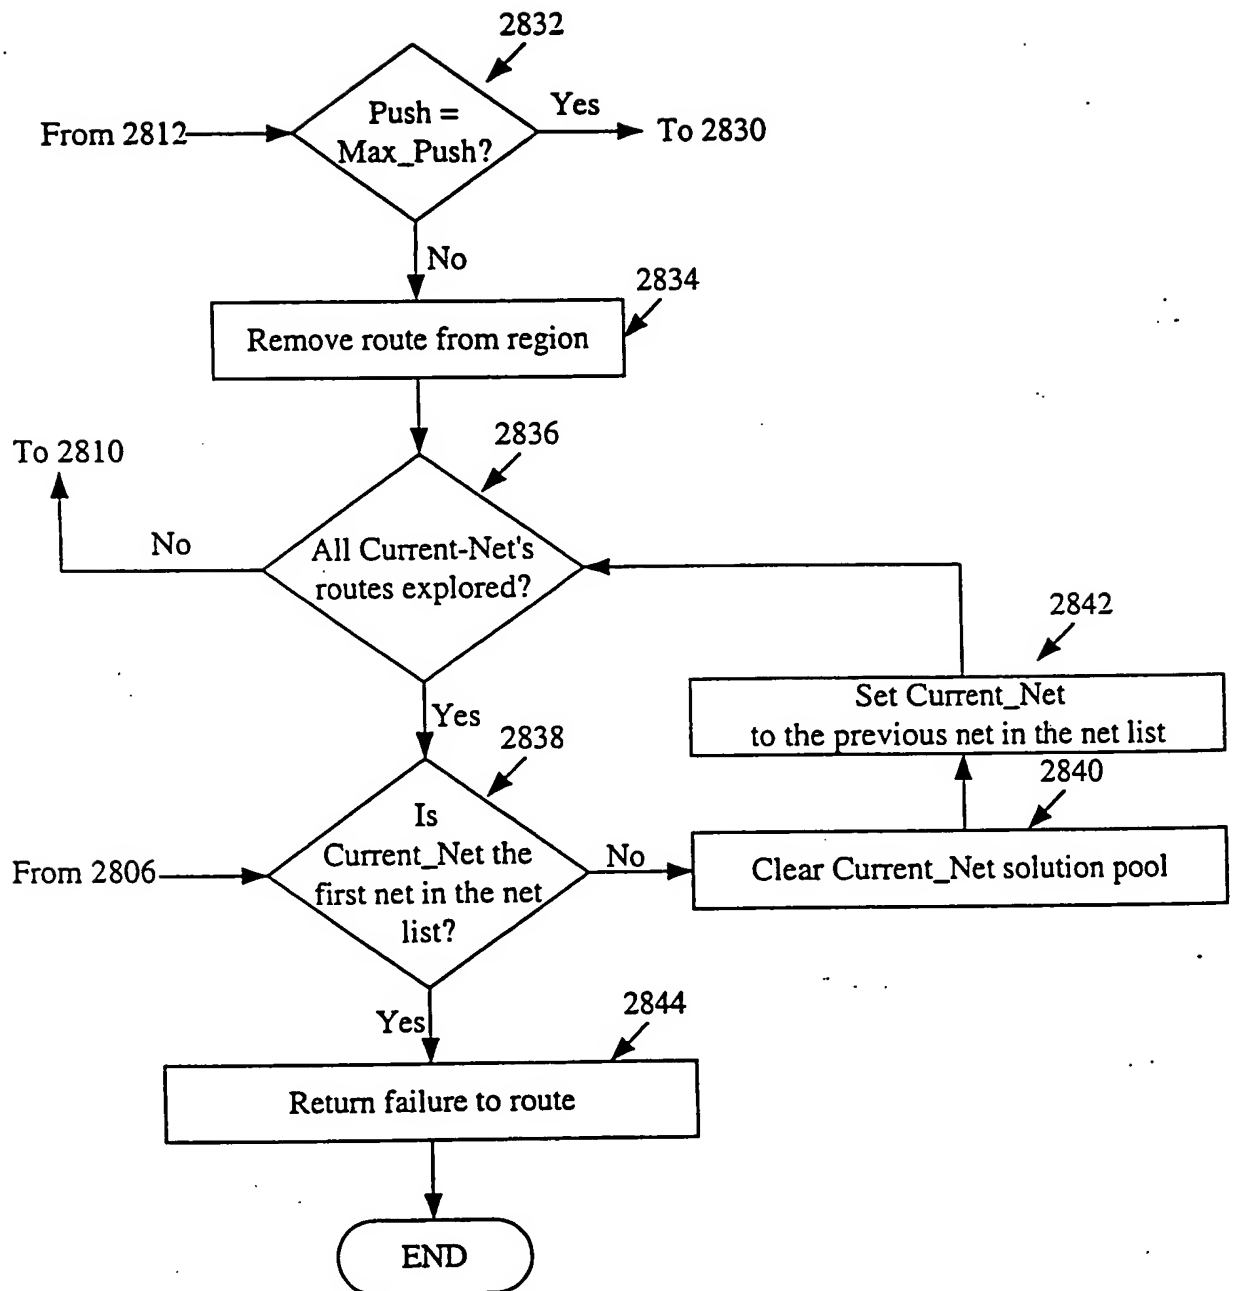 2832
Push =
Max_Push?
Yes
From 2812
To 2830
No
2834
Remove route from region
2836
To 2810
No
All Current-Net's
routes explored?
2842
Set Current_Net
to the previous net in the net list
Yes
2838
2840
Is
Current_Net the
first net in the net
list?
From 2806
No
Clear Current_Net solution pool
Yes
2844
Return failure to route
END